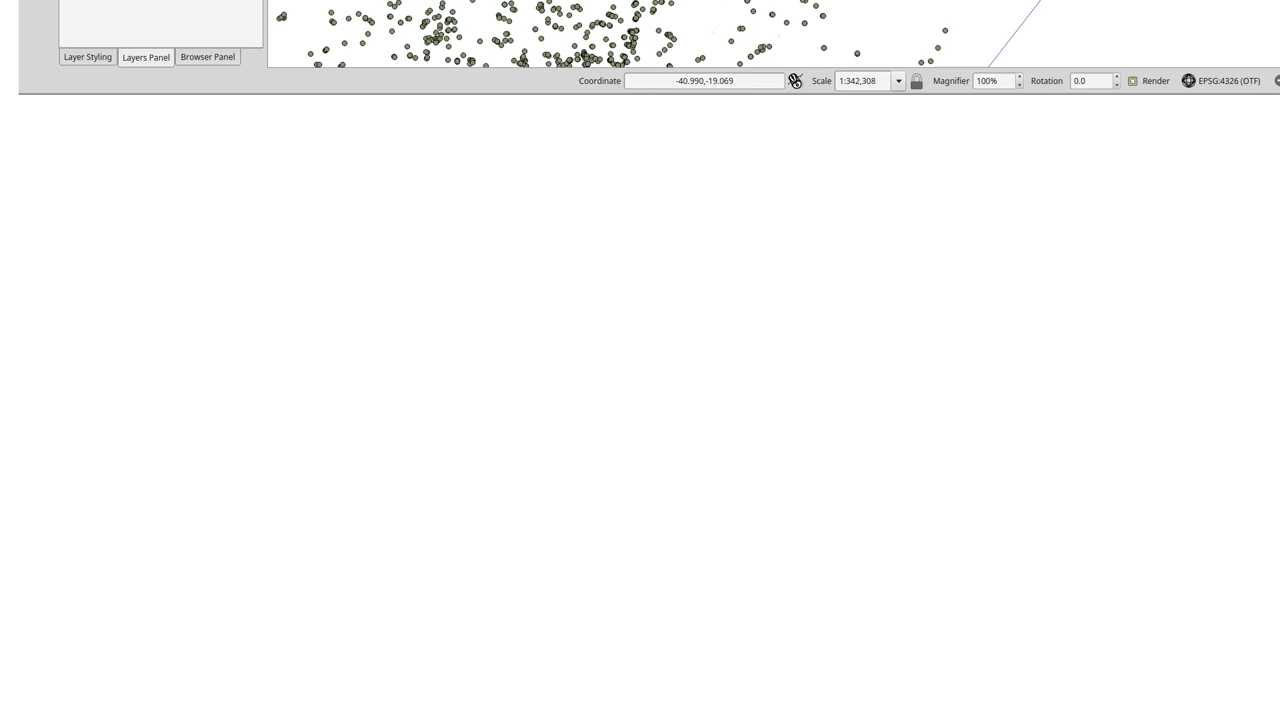 Layer Styling Layers Panel Browser Panel
Coordinate -40.990,-19.069 Scale 1:342,308 Magnifier 100% Rotation 0.0 Render EPSG:4326 (OTF)